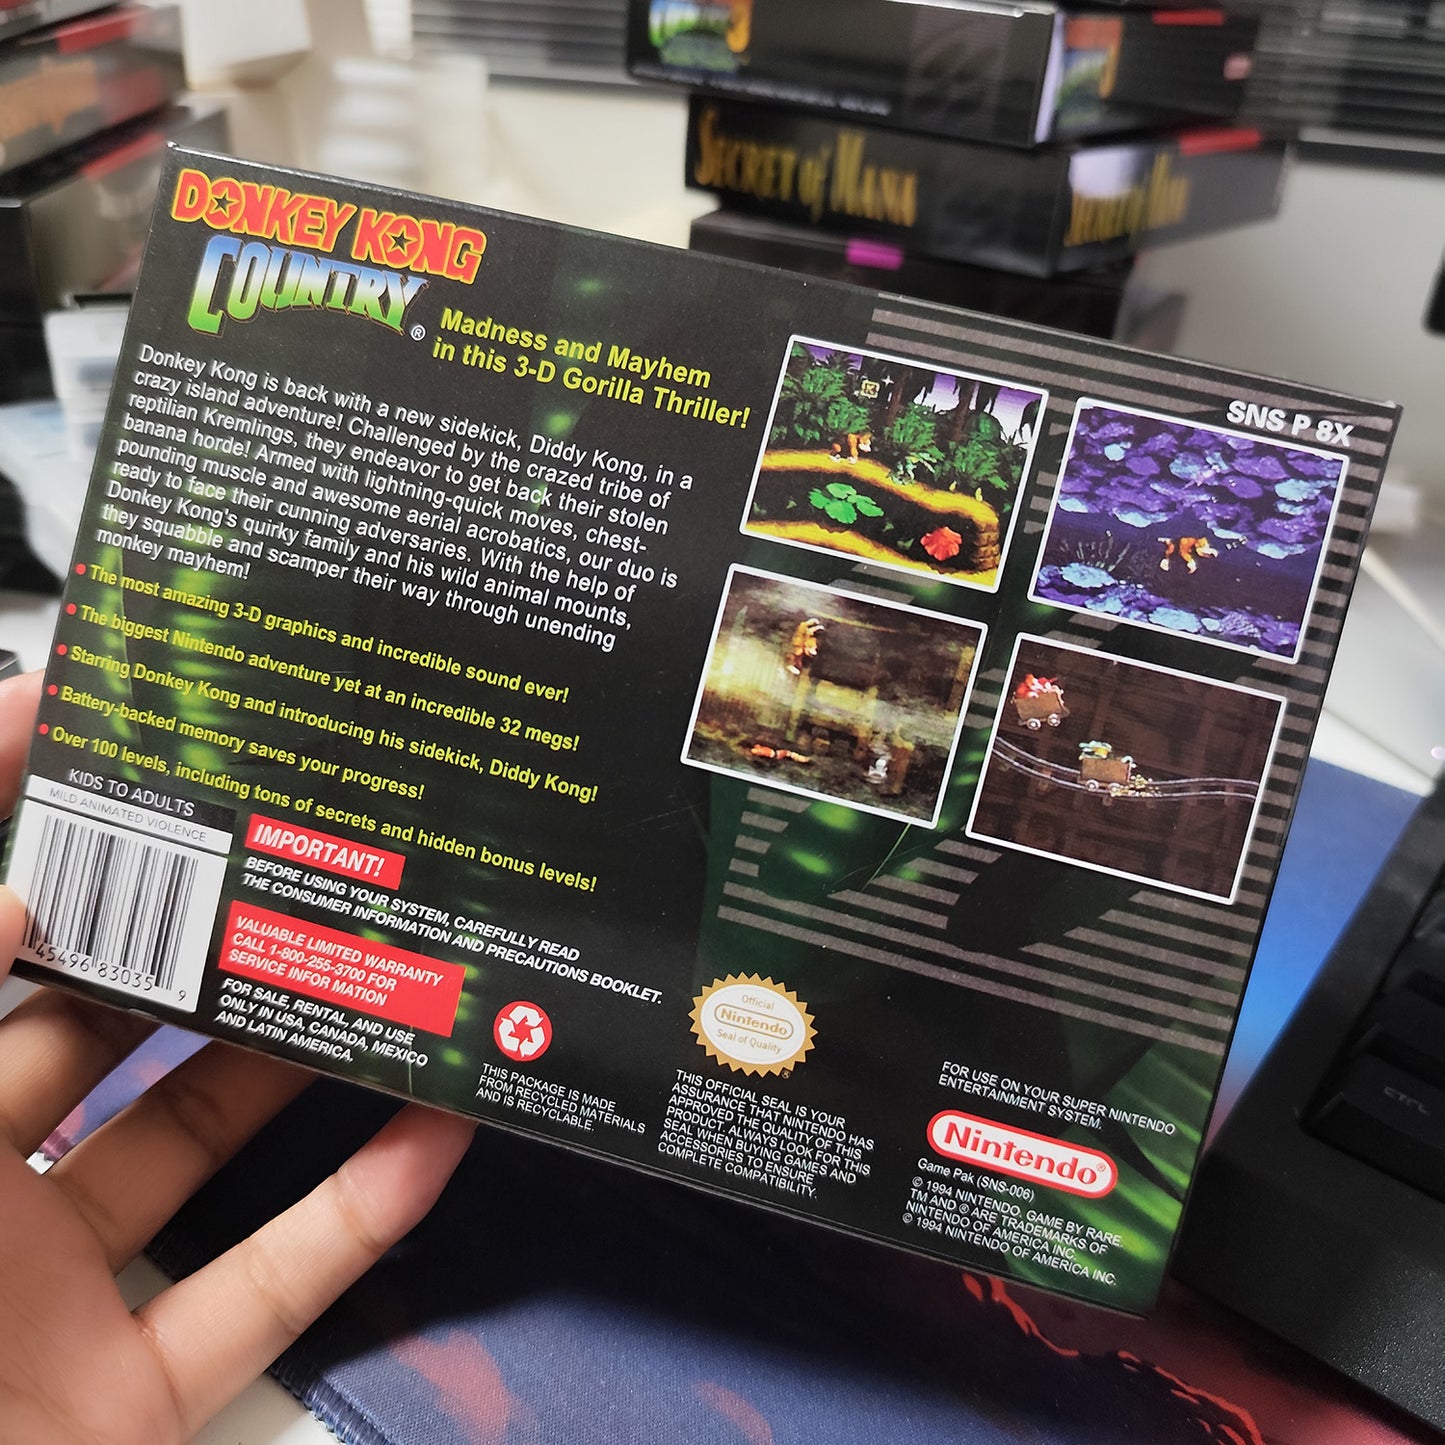 SECRET OF MANA
SECRET OF MANA
DONKEY KONG
COUNTRY®
Madness and Mayhem
in this 3-D Gorilla Thriller!
SNS P 8X
Donkey Kong is back with a new sidekick, Diddy Kong, in a
crazy island adventure! Challenged by the crazed tribe of
reptilian Kremlings, they endeavor to get back their stolen
banana horde! Armed with lightning-quick moves, chest-
pounding muscle and awesome aerial acrobatics, our duo is
ready to face their cunning adversaries. With the help of
Donkey Kong's quirky family and his wild animal mounts,
they squabble and scamper their way through unending
monkey mayhem!
• The most amazing 3-D graphics and incredible sound ever!
• The biggest Nintendo adventure yet at an incredible 32 megs!
• Starring Donkey Kong and introducing his sidekick, Diddy Kong!
• Battery-backed memory saves your progress!
• Over 100 levels, including tons of secrets and hidden bonus levels!
KIDS TO ADULTS
MILD ANIMATED VIOLENCE
45496 83035 9
IMPORTANT!
BEFORE USING YOUR SYSTEM, CAREFULLY READ
THE CONSUMER INFORMATION AND PRECAUTIONS BOOKLET.
VALUABLE LIMITED WARRANTY
CALL 1-800-255-3700 FOR
SERVICE INFOR MATION
FOR SALE, RENTAL, AND USE
ONLY IN USA, CANADA, MEXICO
AND LATIN AMERICA.
THIS PACKAGE IS MADE
FROM RECYCLED MATERIALS
AND IS RECYCLABLE.
Official
Nintendo
Seal of Quality
THIS OFFICIAL SEAL IS YOUR
ASSURANCE THAT NINTENDO HAS
APPROVED THE QUALITY OF THIS
PRODUCT. ALWAYS LOOK FOR THIS
SEAL WHEN BUYING GAMES AND
ACCESSORIES TO ENSURE
COMPLETE COMPATIBILITY.
FOR USE ON YOUR SUPER NINTENDO
ENTERTAINMENT SYSTEM.
Nintendo®
Game Pak (SNS-006)
© 1994 NINTENDO. GAME BY RARE.
TM AND ® ARE TRADEMARKS OF
NINTENDO OF AMERICA INC.
© 1994 NINTENDO OF AMERICA INC.
CTRL